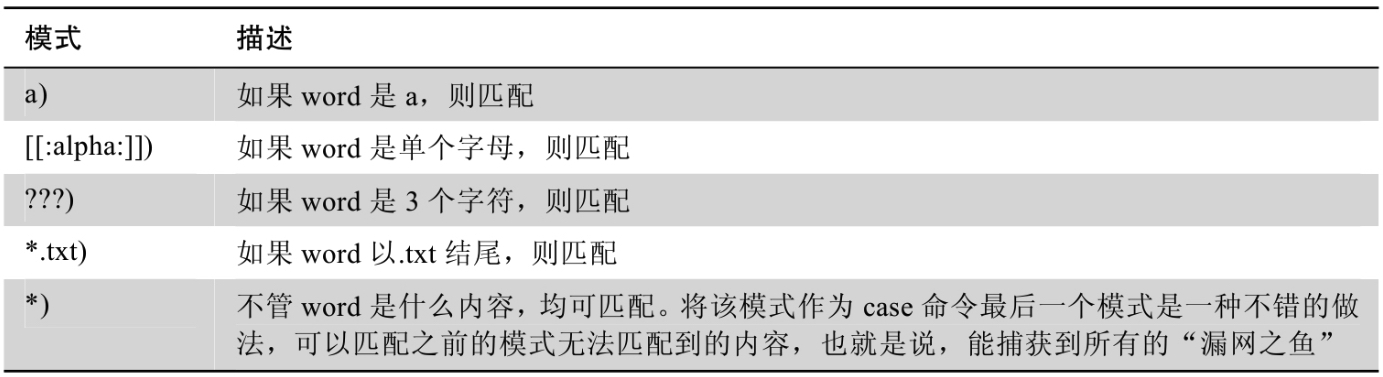 模式 描述
a) 如果 word 是 a，则匹配
[[:alpha:]]) 如果 word 是单个字母，则匹配
???) 如果 word 是 3 个字符，则匹配
*.txt) 如果 word 以.txt 结尾，则匹配
*) 不管 word 是什么内容，均可匹配。将该模式作为 case 命令最后一个模式是一种不错的做
法，可以匹配之前的模式无法匹配到的内容，也就是说，能捕获到所有的“漏网之鱼”